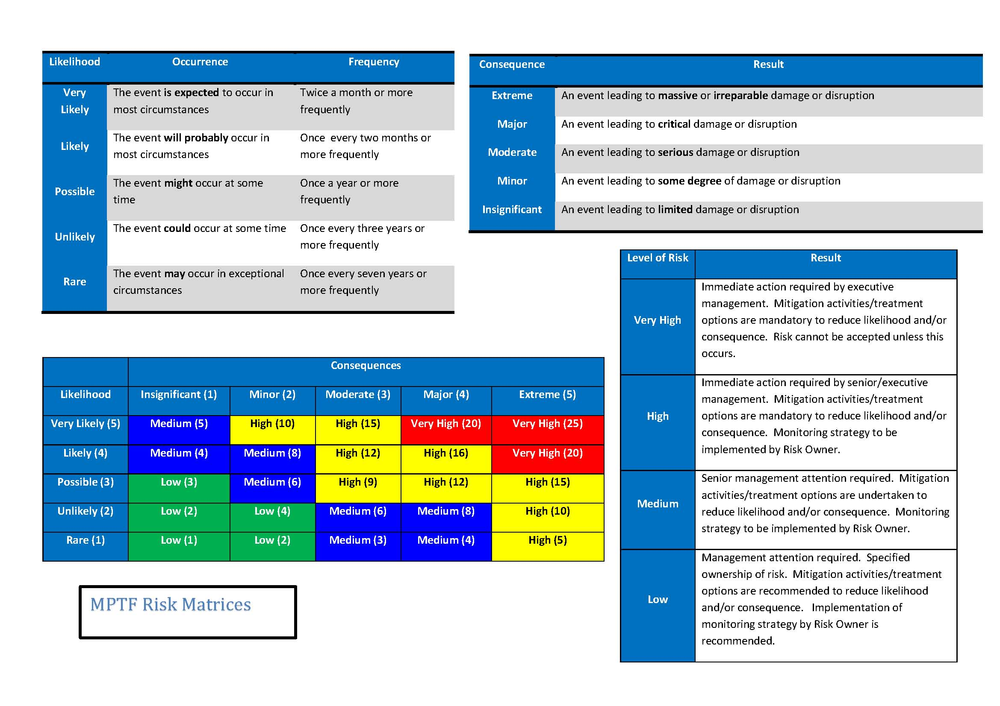 Likelihood Occurrence Frequency
Very Likely The event is expected to occur in most circumstances Twice a month or more frequently
Likely The event will probably occur in most circumstances Once every two months or more frequently
Possible The event might occur at some time Once a year or more frequently
Unlikely The event could occur at some time Once every three years or more frequently
Rare The event may occur in exceptional circumstances Once every seven years or more frequently
Consequence Result
Extreme An event leading to massive or irreparable damage or disruption
Major An event leading to critical damage or disruption
Moderate An event leading to serious damage or disruption
Minor An event leading to some degree of damage or disruption
Insignificant An event leading to limited damage or disruption
Consequences
Likelihood Insignificant (1) Minor (2) Moderate (3) Major (4) Extreme (5)
Very Likely (5) Medium (5) High (10) High (15) Very High (20) Very High (25)
Likely (4) Medium (4) Medium (8) High (12) High (16) Very High (20)
Possible (3) Low (3) Medium (6) High (9) High (12) High (15)
Unlikely (2) Low (2) Low (4) Medium (6) Medium (8) High (10)
Rare (1) Low (1) Low (2) Medium (3) Medium (4) High (5)
Level of Risk Result
Very High
Immediate action required by executive
management. Mitigation activities/treatment
options are mandatory to reduce likelihood and/or
consequence. Risk cannot be accepted unless this
occurs.
High
Immediate action required by senior/executive
management. Mitigation activities/treatment
options are mandatory to reduce likelihood and/or
consequence. Monitoring strategy to be
implemented by Risk Owner.
Medium
Senior management attention required. Mitigation
activities/treatment options are undertaken to
reduce likelihood and/or consequence. Monitoring
strategy to be implemented by Risk Owner.
Low
Management attention required. Specified
ownership of risk. Mitigation activities/treatment
options are recommended to reduce likelihood
and/or consequence. Implementation of
monitoring strategy by Risk Owner is
recommended.
MPTF Risk Matrices